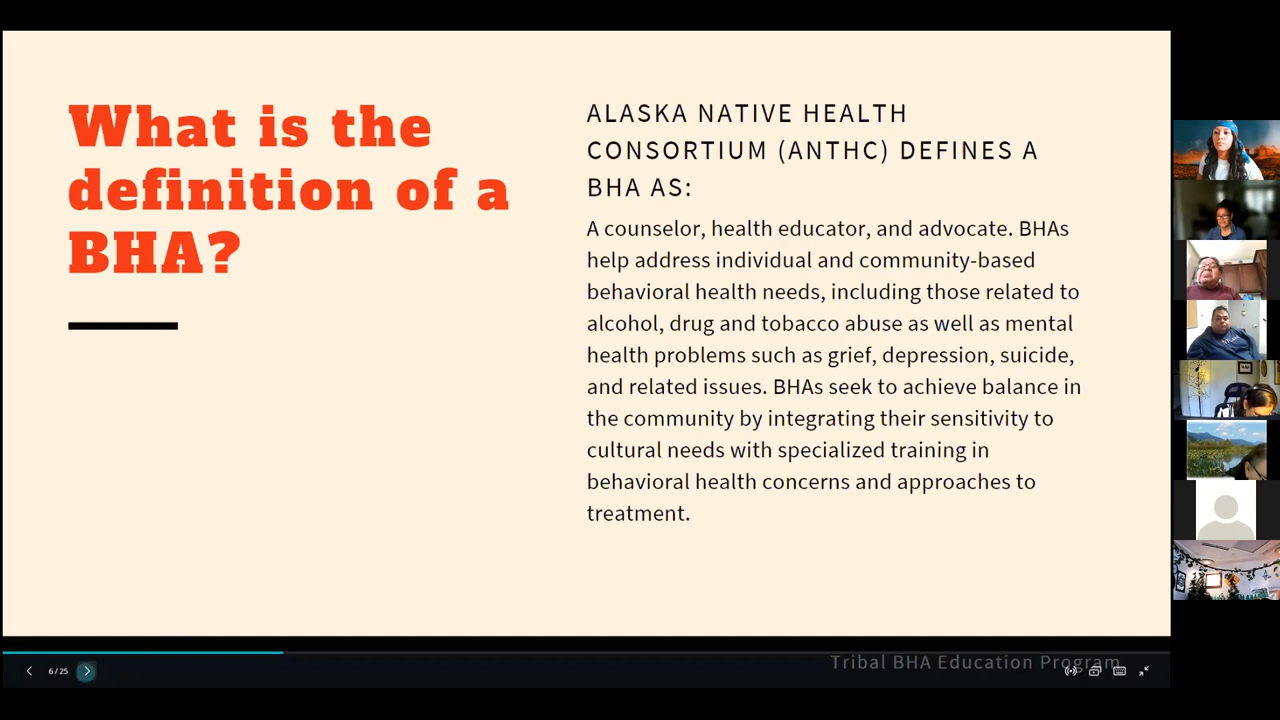 What is the
definition of a
BHA?
ALASKA NATIVE HEALTH
CONSORTIUM (ANTHC) DEFINES A
BHA AS:
A counselor, health educator, and advocate. BHAs
help address individual and community-based
behavioral health needs, including those related to
alcohol, drug and tobacco abuse as well as mental
health problems such as grief, depression, suicide,
and related issues. BHAs seek to achieve balance in
the community by integrating their sensitivity to
cultural needs with specialized training in
behavioral health concerns and approaches to
treatment.
Tribal BHA Education Program
6 / 25